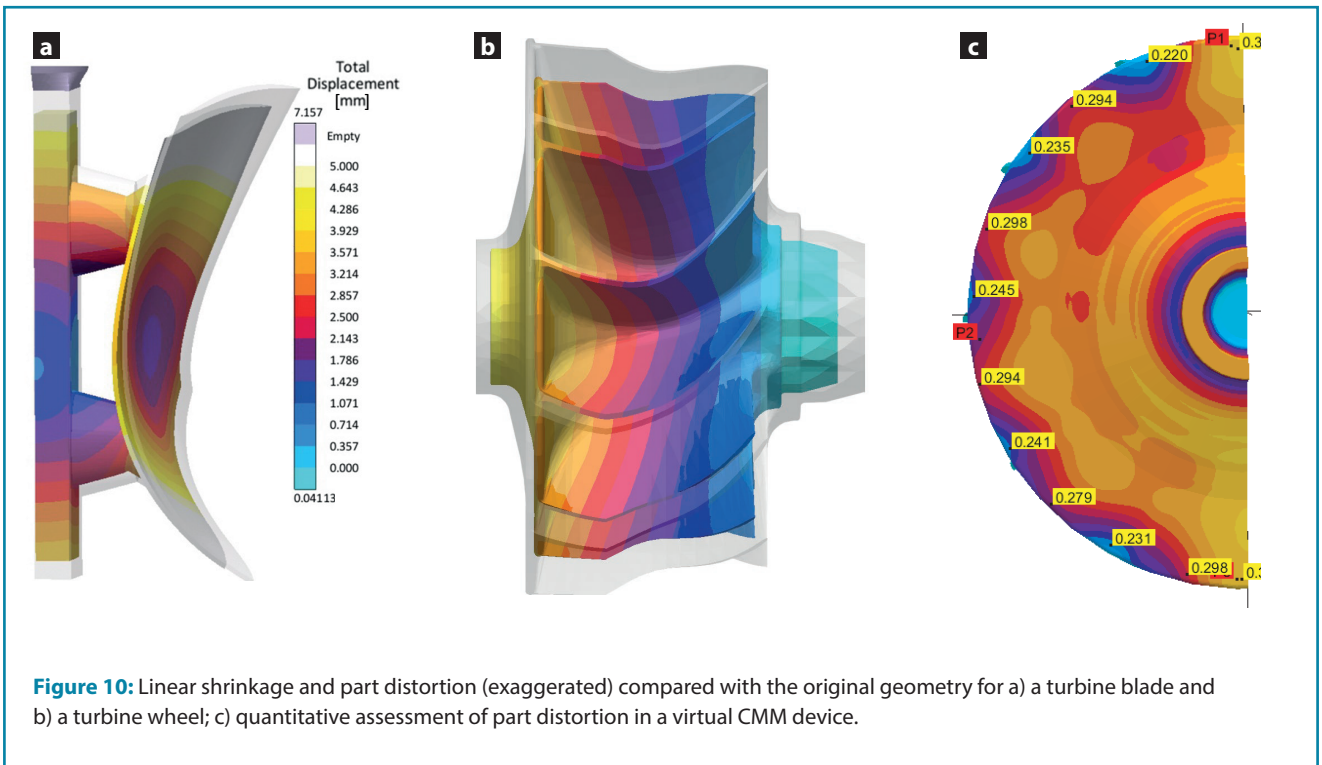 a
Total
Displacement
[mm]
7.157
Empty
5.000
4.643
4.286
3.929
3.571
3.214
2.857
2.500
2.143
1.786
1.429
1.071
0.714
0.357
0.000
0.04113
b
c
P1
0.3
0.220
0.294
0.235
0.298
0.245
P2
0.294
0.241
0.279
0.231
0.298
0.3
Figure 10: Linear shrinkage and part distortion (exaggerated) compared with the original geometry for a) a turbine blade and
b) a turbine wheel; c) quantitative assessment of part distortion in a virtual CMM device.